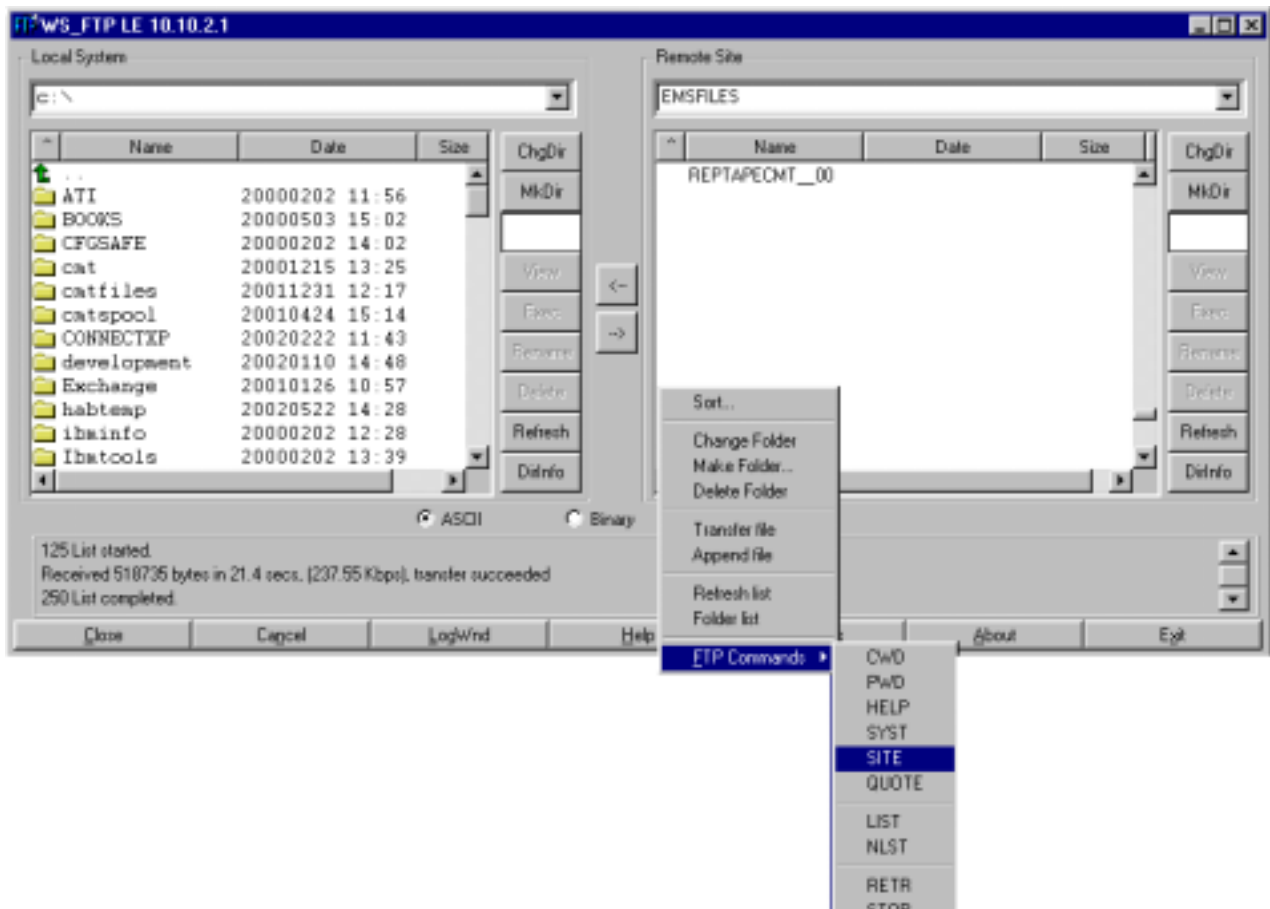 WS_FTP LE 10.10.2.1
Local System
Remote Site
c:\
EMSFILES
^ Name Date Size
^ Name Date Size
ChgDir
MkDir
View
Exec
Rename
Delete
Refresh
DirInfo
ChgDir
MkDir
View
Exec
Rename
Delete
Refresh
DirInfo
..
ATI 20000202 11:56
BOOKS 20000503 15:02
CFGSAFE 20000202 14:02
cmt 20001215 13:25
cmtfiles 20011231 12:17
cmtspool 20010424 15:14
CONNECTXP 20020222 11:43
development 20020110 14:48
Exchange 20010126 10:57
habtemp 20020522 14:28
ibminfo 20000202 12:28
Ibmtools 20000202 13:39
<--
-->
REPTAPECMT__00
ASCII Binary
125 List started.
Received 518735 bytes in 21.4 secs, (237.55 Kbps), transfer succeeded
250 List completed.
Close Cancel LogWnd Help About Exit
Sort...
Change Folder
Make Folder...
Delete Folder
Transfer file
Append file
Refresh list
Folder list
FTP Commands
CWD
PWD
HELP
SYST
SITE
QUOTE
LIST
NLST
RETR
STOR